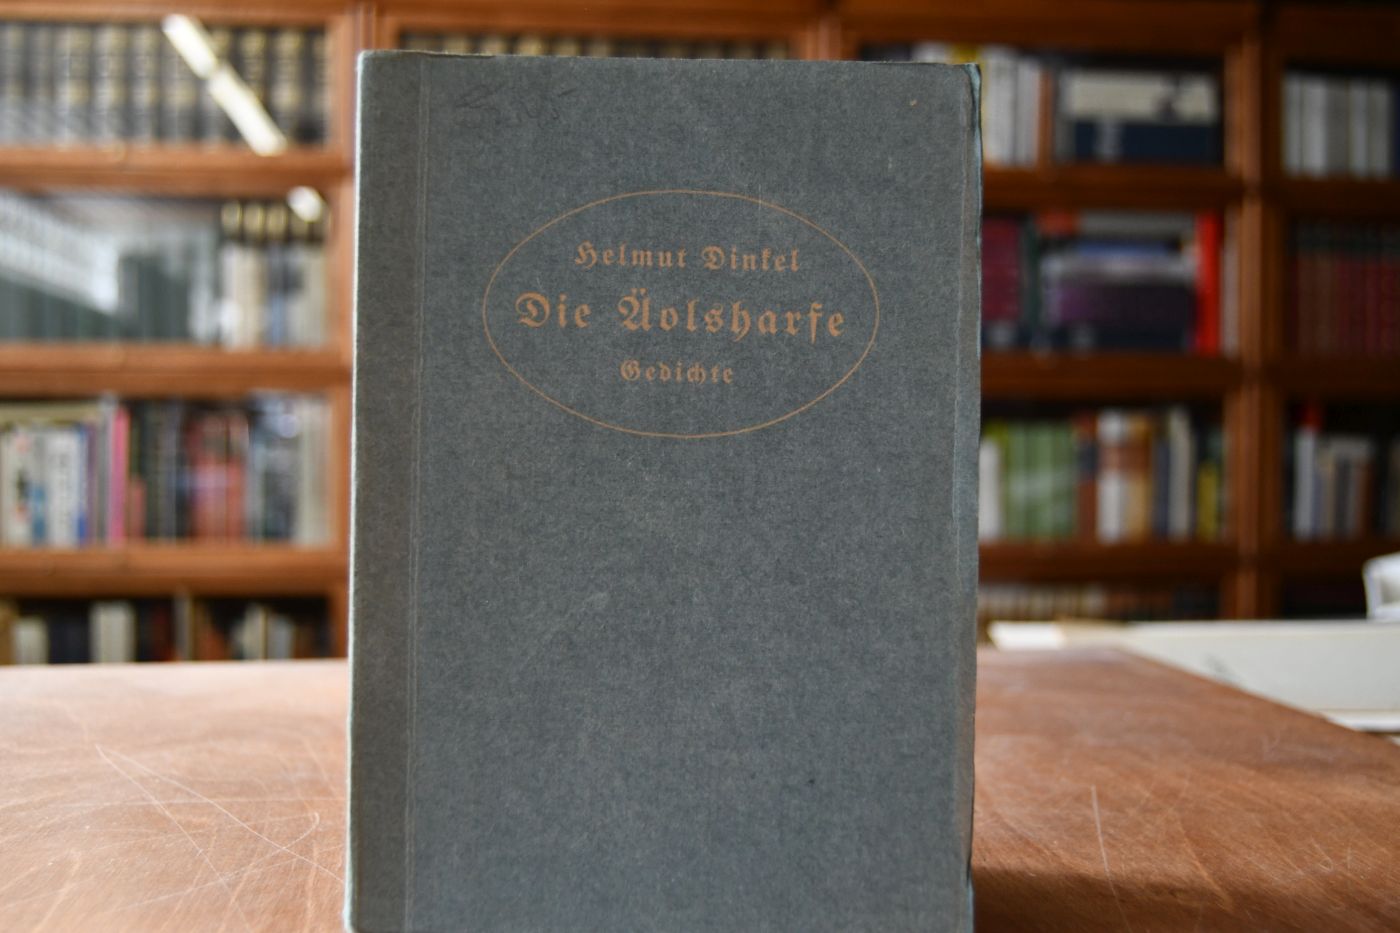 Helmut Dinkel
Die Äolsharfe
Gedichte